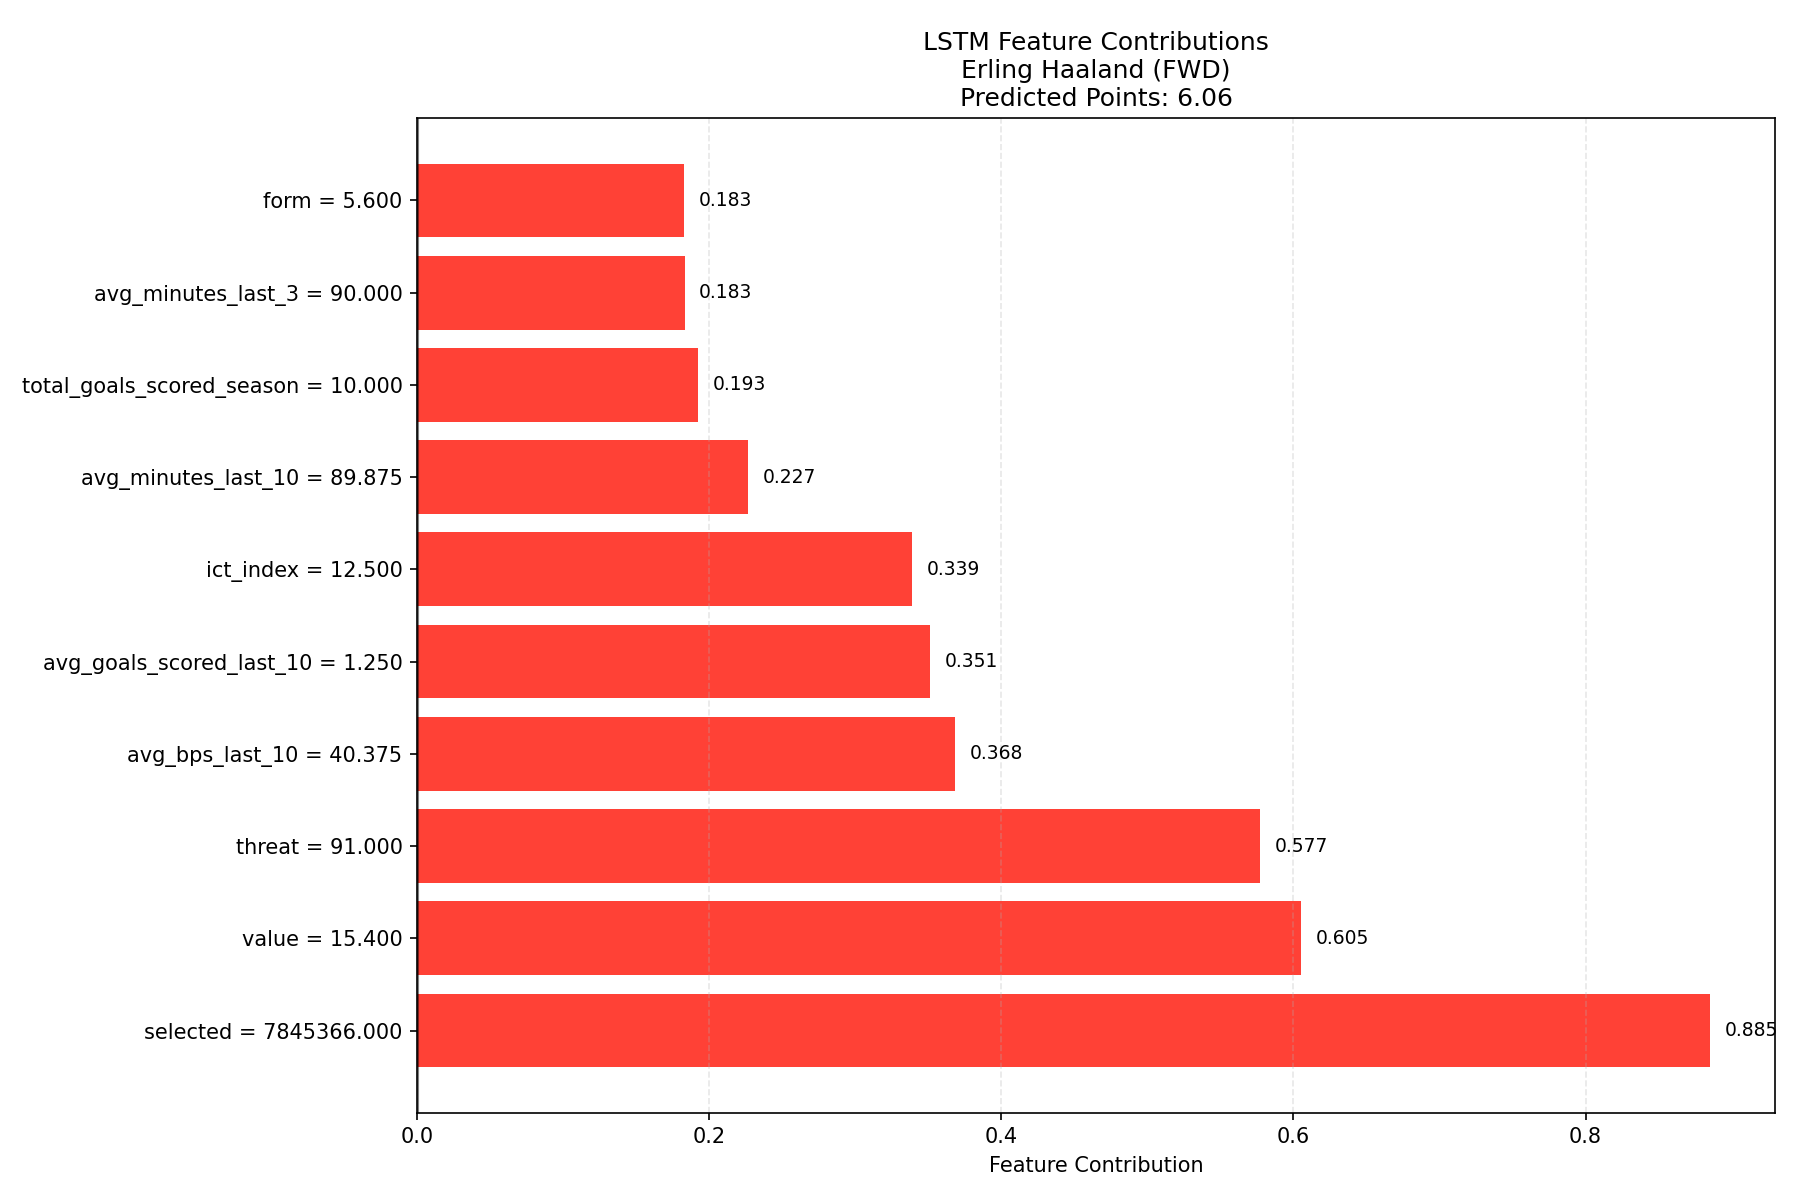 LSTM Feature Contributions
Erling Haaland (FWD)
Predicted Points: 6.06
form = 5.600
0.183
avg_minutes_last_3 = 90.000
0.183
total_goals_scored_season = 10.000
0.193
avg_minutes_last_10 = 89.875
0.227
ict_index = 12.500
0.339
avg_goals_scored_last_10 = 1.250
0.351
avg_bps_last_10 = 40.375
0.368
threat = 91.000
0.577
value = 15.400
0.605
selected = 7845366.000
0.885
0.0 0.2 0.4 0.6 0.8
Feature Contribution